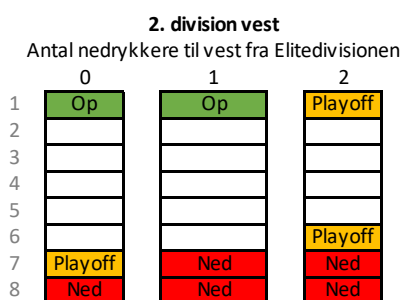 2. division vest
Antal nedrykkere til vest fra Elitedivisionen
0 1 2
1 Op Op Playoff
2
3
4
5
6 Playoff
7 Playoff Ned Ned
8 Ned Ned Ned